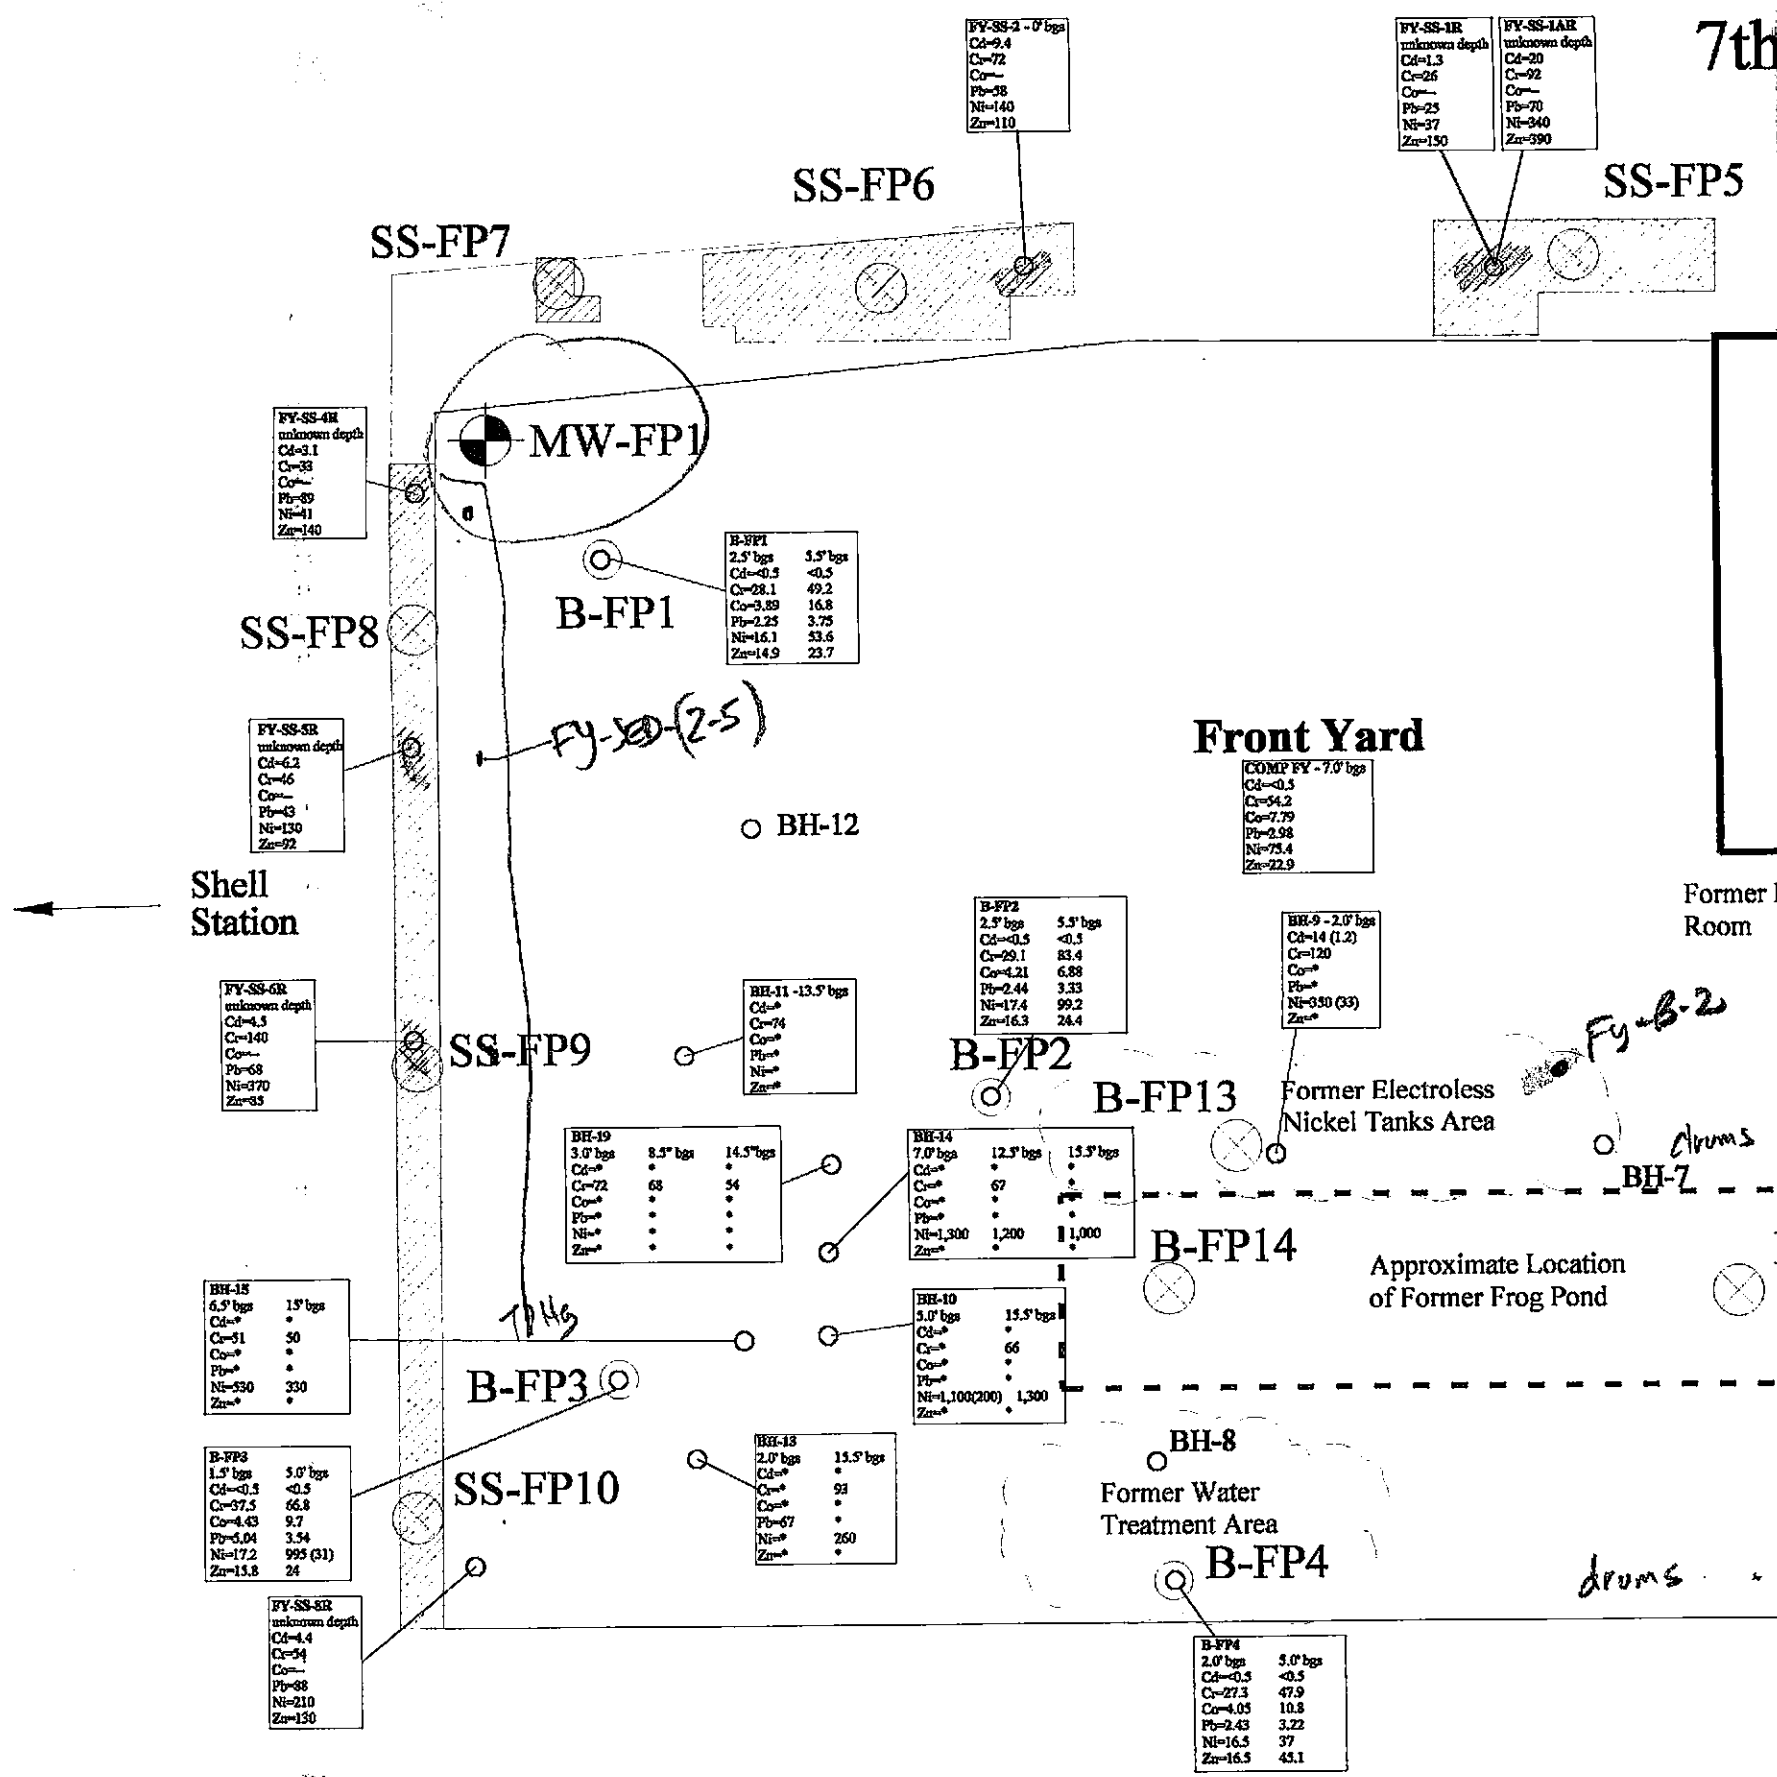 7th
FY-SS-2 - 0' bgs
Cd=9.4
Cr=72
Co=--
Pb=58
Ni=140
Zn=110
FY-SS-1R
unknown depth
Cd=1.3
Cr=26
Co=--
Pb=25
Ni=37
Zn=150
FY-SS-1AR
unknown depth
Cd=20
Cr=92
Co=--
Pb=70
Ni=340
Zn=390
SS-FP6
SS-FP5
SS-FP7
FY-SS-4R
unknown depth
Cd=3.1
Cr=33
Co=--
Pb=89
Ni=41
Zn=140
MW-FP1
B-FP1
2.5' bgs 5.5' bgs
Cd=<0.5 <0.5
Cr=28.1 49.2
Co=3.89 16.8
Pb=2.25 3.75
Ni=16.1 53.6
Zn=14.9 23.7
B-FP1
SS-FP8
FY-SS-5R
unknown depth
Cd=6.2
Cr=46
Co=--
Pb=43
Ni=130
Zn=92
(2-5)
Front Yard
COMP FY - 7.0' bgs
Cd=<0.5
Cr=54.2
Co=7.79
Pb=2.98
Ni=75.4
Zn=22.9
BH-12
Shell
Station
Former
Room
B-FP2
2.5' bgs 5.5' bgs
Cd=<0.5 <0.5
Cr=29.1 83.4
Co=4.21 6.88
Pb=2.44 3.33
Ni=17.4 99.2
Zn=16.3 24.4
BH-9 - 2.0' bgs
Cd=14 (1.2)
Cr=120
Co=*
Pb=*
Ni=350 (33)
Zn=*
FY-SS-6R
unknown depth
Cd=4.5
Cr=140
Co=--
Pb=68
Ni=370
Zn=85
SS-FP9
BH-11 -13.5' bgs
Cd=*
Cr=74
Co=*
Pb=*
Ni=*
Zn=*
B-FP2
Fy-B-2
B-FP13
Former Electroless
Nickel Tanks Area
drums
BH-7
BH-19
3.0' bgs 8.5" bgs 14.5"bgs
Cd=* * *
Cr=72 68 54
Co=* * *
Pb=* * *
Ni=* * *
Zn=* * *
BH-14
7.0' bgs 12.5' bgs 15.5' bgs
Cd=* * *
Cr=* 67 *
Co=* * *
Pb=* * *
Ni=1,300 1,200 1,000
Zn=* * *
B-FP14
Approximate Location
of Former Frog Pond
BH-15
6.5' bgs 15' bgs
Cd=* *
Cr=51 50
Co=* *
Pb=* *
Ni=530 330
Zn=* *
TPHg
BH-10
5.0' bgs 15.5' bgs
Cd=* *
Cr=* 66
Co=* *
Pb=* *
Ni=1,100(200) 1,300
Zn=* *
B-FP3
B-FP3
1.5' bgs 5.0' bgs
Cd=<0.5 <0.5
Cr=37.5 66.8
Co=4.43 9.7
Pb=5.04 3.54
Ni=17.2 995 (31)
Zn=15.8 24
SS-FP10
BH-13
2.0' bgs 15.5' bgs
Cd=* *
Cr=* 93
Co=* *
Pb=67 *
Ni=* 260
Zn=* *
BH-8
Former Water
Treatment Area
B-FP4
drums
FY-SS-8R
unknown depth
Cd=4.4
Cr=54
Co=--
Pb=88
Ni=210
Zn=130
B-FP4
2.0' bgs 5.0' bgs
Cd=<0.5 <0.5
Cr=27.3 47.9
Co=4.05 10.8
Pb=2.43 3.22
Ni=16.5 37
Zn=16.5 45.1